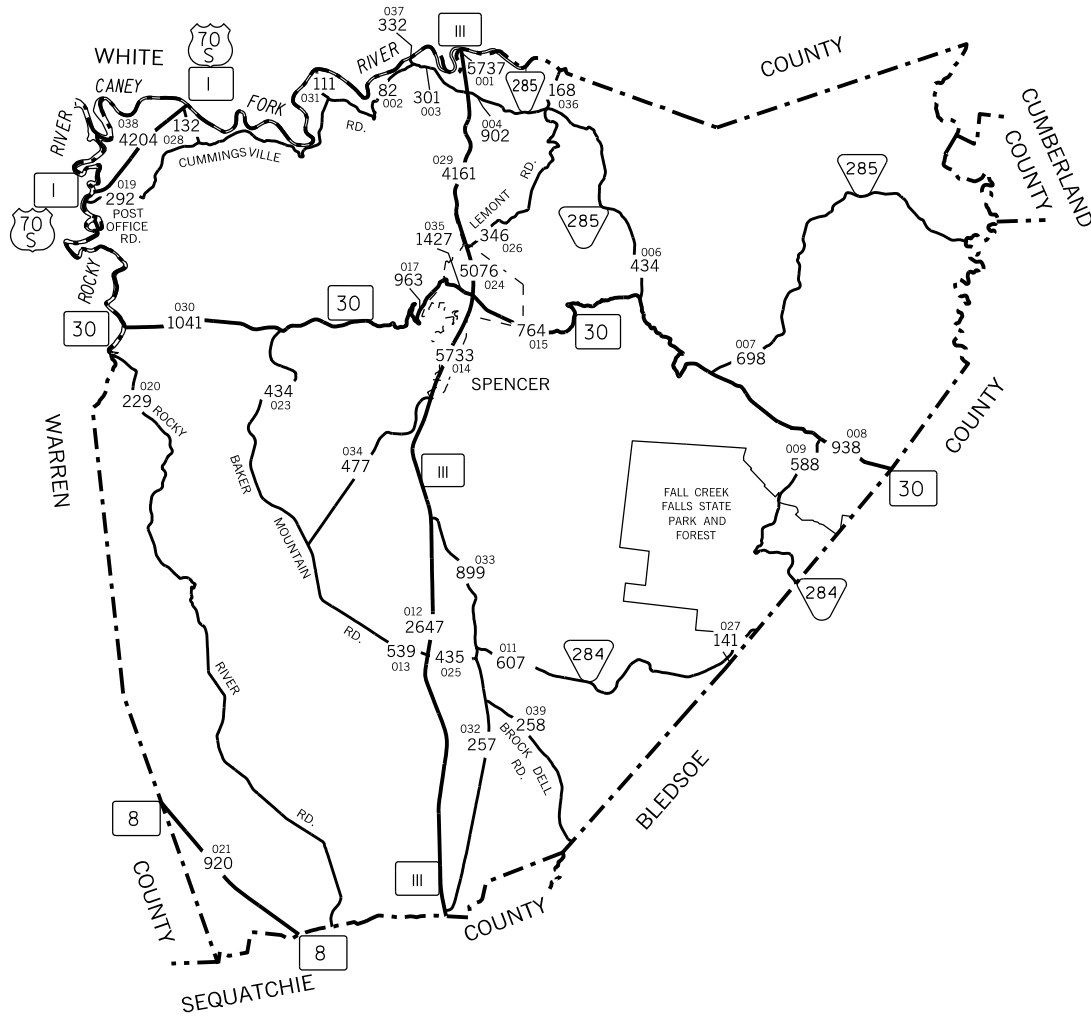 037
332
III
70
S
WHITE
I
RIVER
COUNTY
5737
001
285
168
036
CANEY
111
031
82
002
301
003
FORK
RD.
004
902
038
4204
132
028
CUMMINGSVILLE
RIVER
CUMBERLAND
COUNTY
029
4161
LEMONT RD.
285
019
292
POST
OFFICE
RD.
I
70
S
285
035
1427
346
026
006
434
017
963
5076
024
ROCKY
30
030
1041
30
764
015
30
5733
014
007
698
SPENCER
020
229
ROCKY
434
023
COUNTY
WARREN
034
477
BAKER
III
009
588
008
938
30
FALL CREEK
FALLS STATE
PARK AND
FOREST
MOUNTAIN
033
899
284
012
2647
RD.
539
013
435
025
011
607
284
027
141
RIVER
032
257
039
258
BROCK DELL
RD.
BLEDSOE
8
RD.
021
920
COUNTY
III
COUNTY
8
SEQUATCHIE